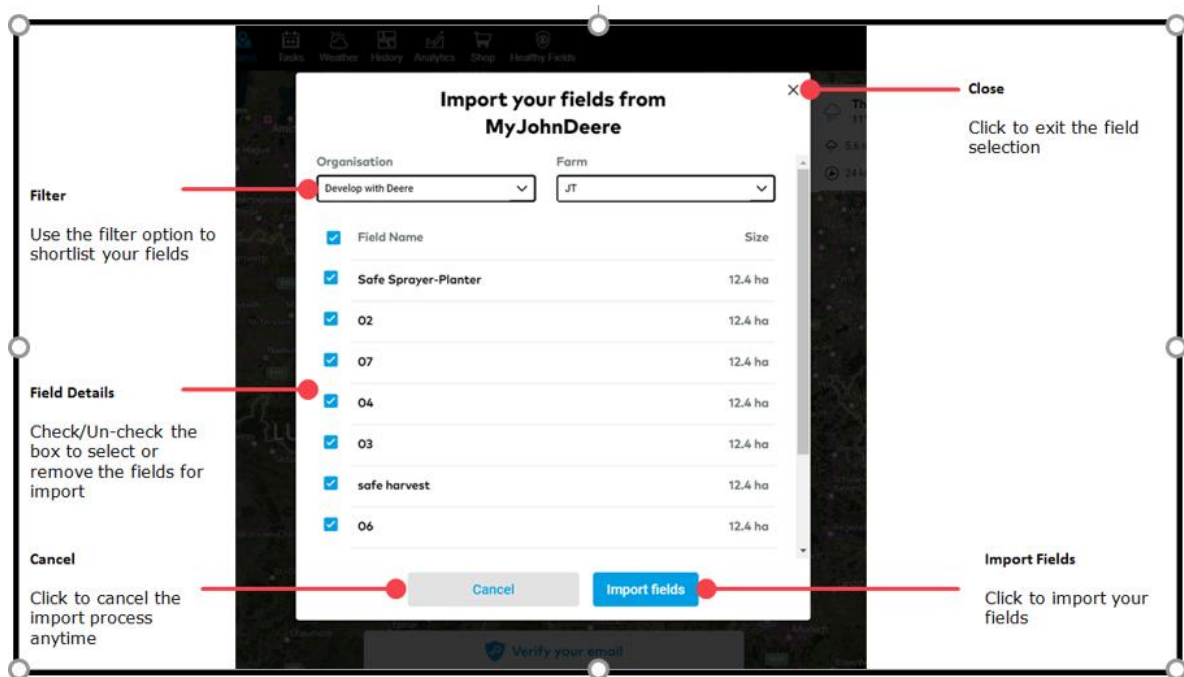 Tasks Weather History Analytics Shop Healthy Fields
Import your fields from
MyJohnDeere
Organisation
Farm
Develop with Deere
JT
Field Name
Size
Safe Sprayer-Planter
12.4 ha
02
12.4 ha
07
12.4 ha
04
12.4 ha
03
12.4 ha
safe harvest
12.4 ha
06
12.4 ha
Cancel
Import fields
Verify your email
Filter
Use the filter option to
shortlist your fields
Field Details
Check/Un-check the
box to select or
remove the fields for
import
Cancel
Click to cancel the
import process
anytime
Close
Click to exit the field
selection
Import Fields
Click to import your
fields